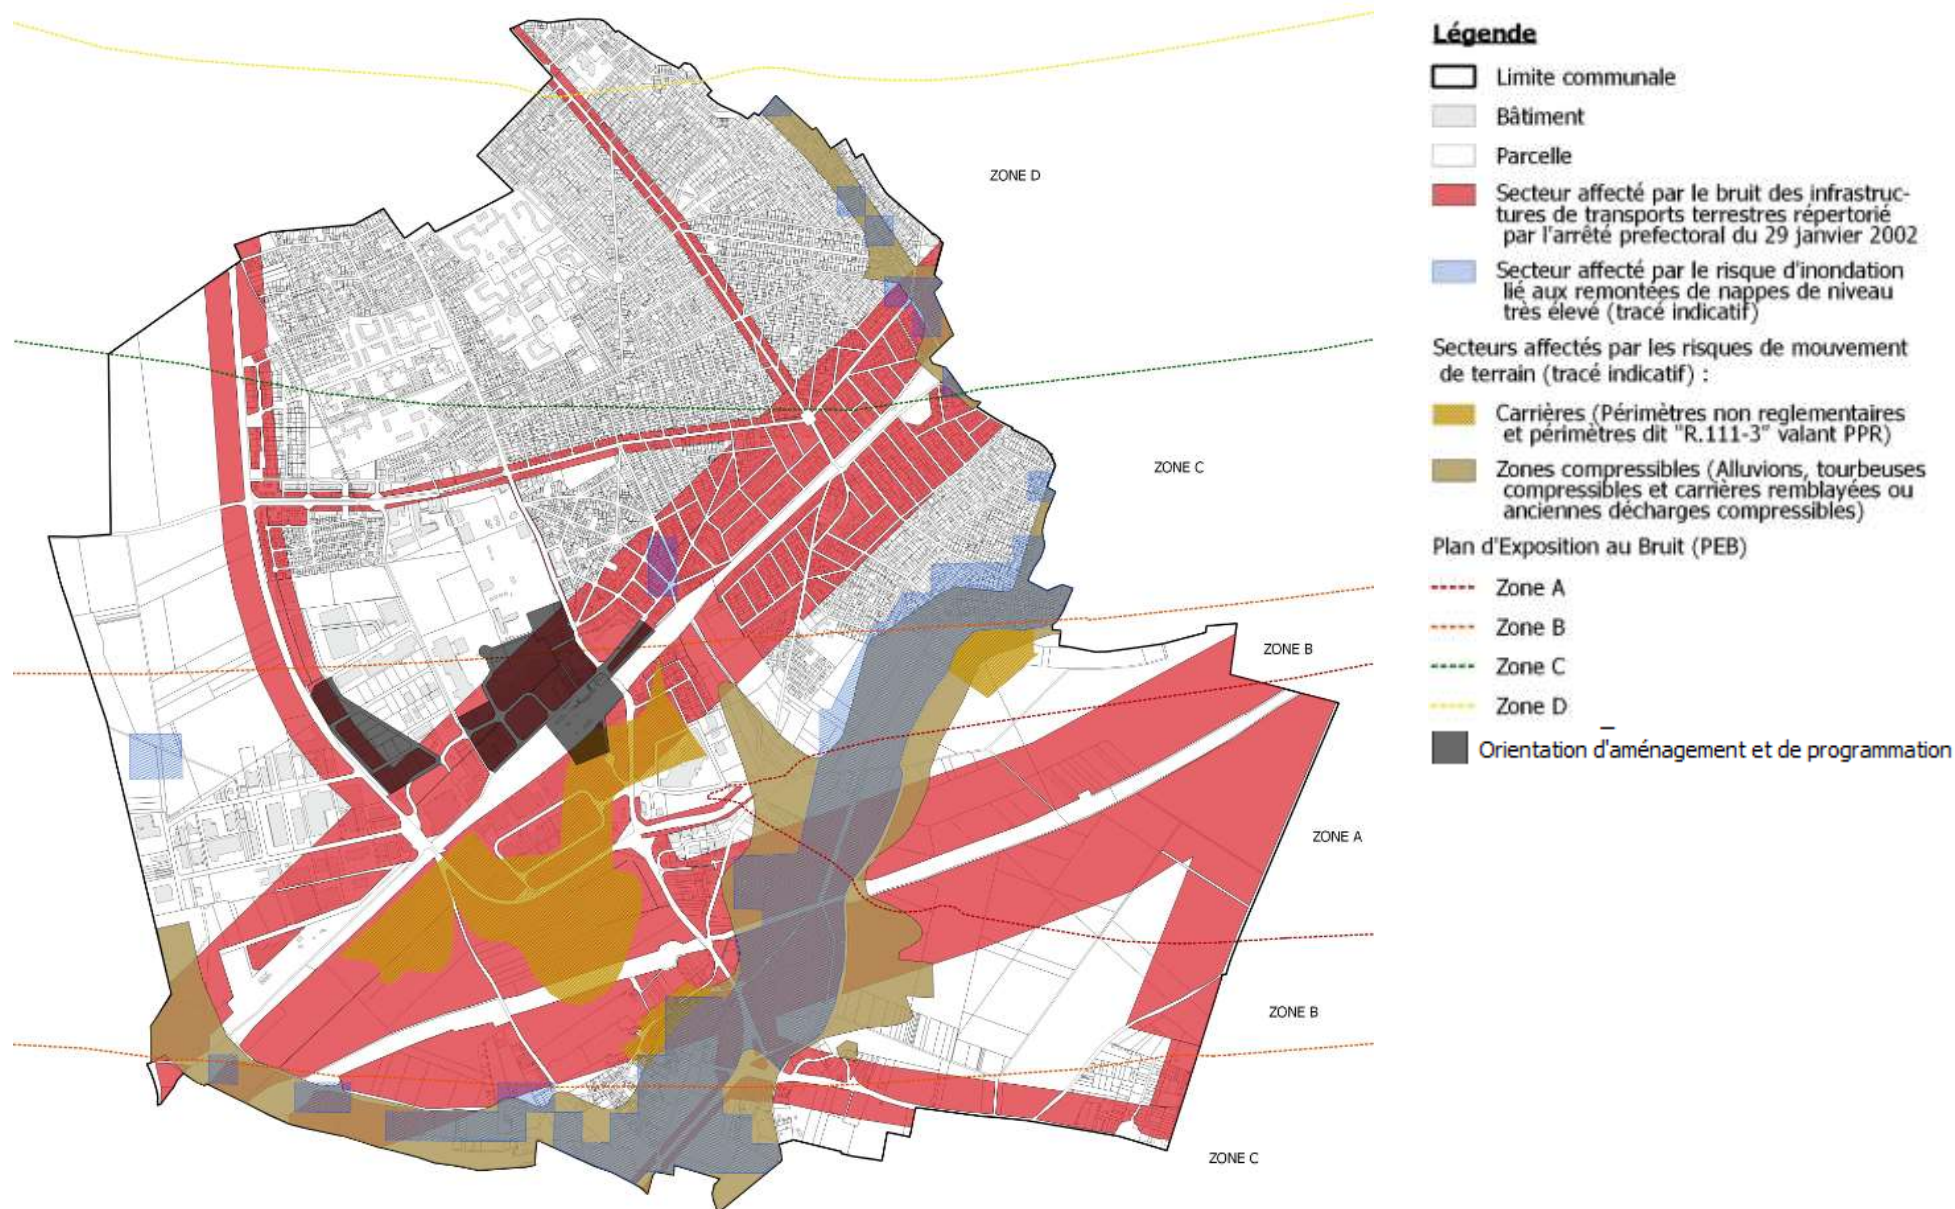 Légende
Limite communale
Bâtiment
Parcelle
Secteur affecté par le bruit des infrastruc-
tures de transports terrestres répertorié
par l'arrêté prefectoral du 29 janvier 2002
Secteur affecté par le risque d'inondation
lié aux remontées de nappes de niveau
très élevé (tracé indicatif)
Secteurs affectés par les risques de mouvement
de terrain (tracé indicatif) :
Carrières (Périmètres non reglementaires
et périmètres dit "R.111-3" valant PPR)
Zones compressibles (Alluvions, tourbeuses
compressibles et carrières remblayées ou
anciennes décharges compressibles)
Plan d'Exposition au Bruit (PEB)
Zone A
Zone B
Zone C
Zone D
Orientation d'aménagement et de programmation
ZONE D
ZONE C
ZONE B
ZONE A
ZONE B
ZONE C